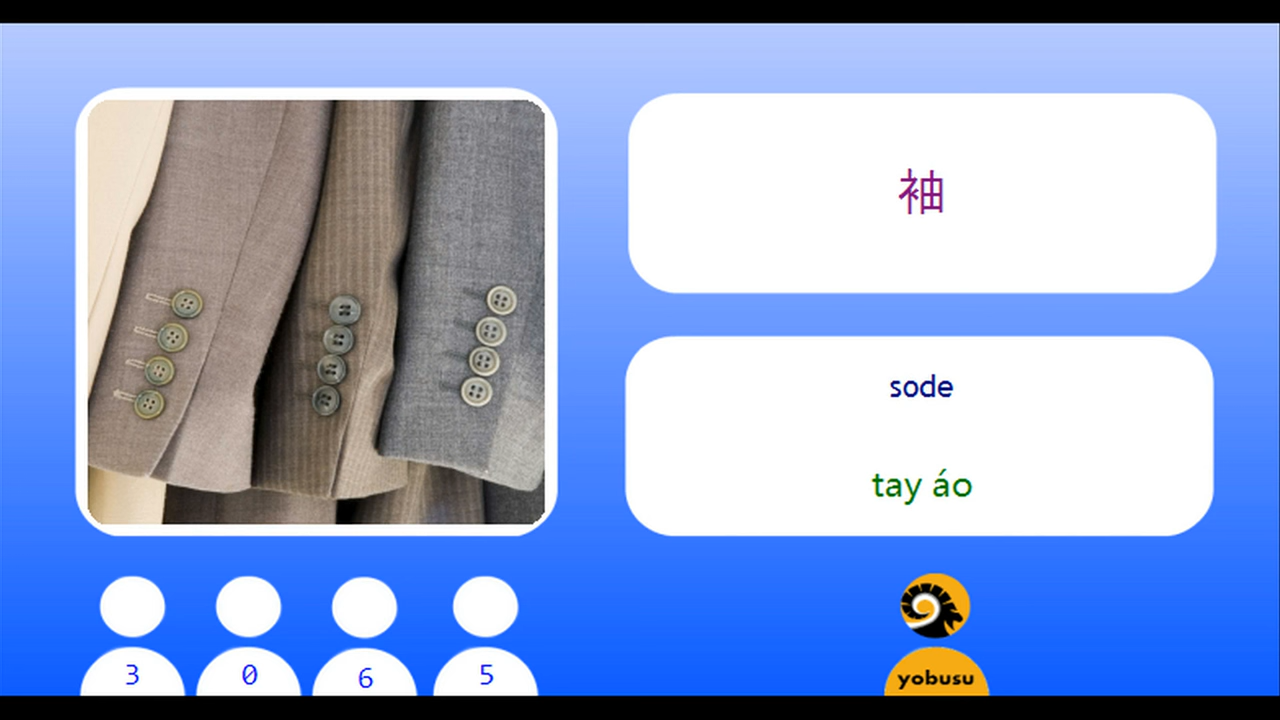 袖
sode
tay áo
3 0 6 5
yobusu